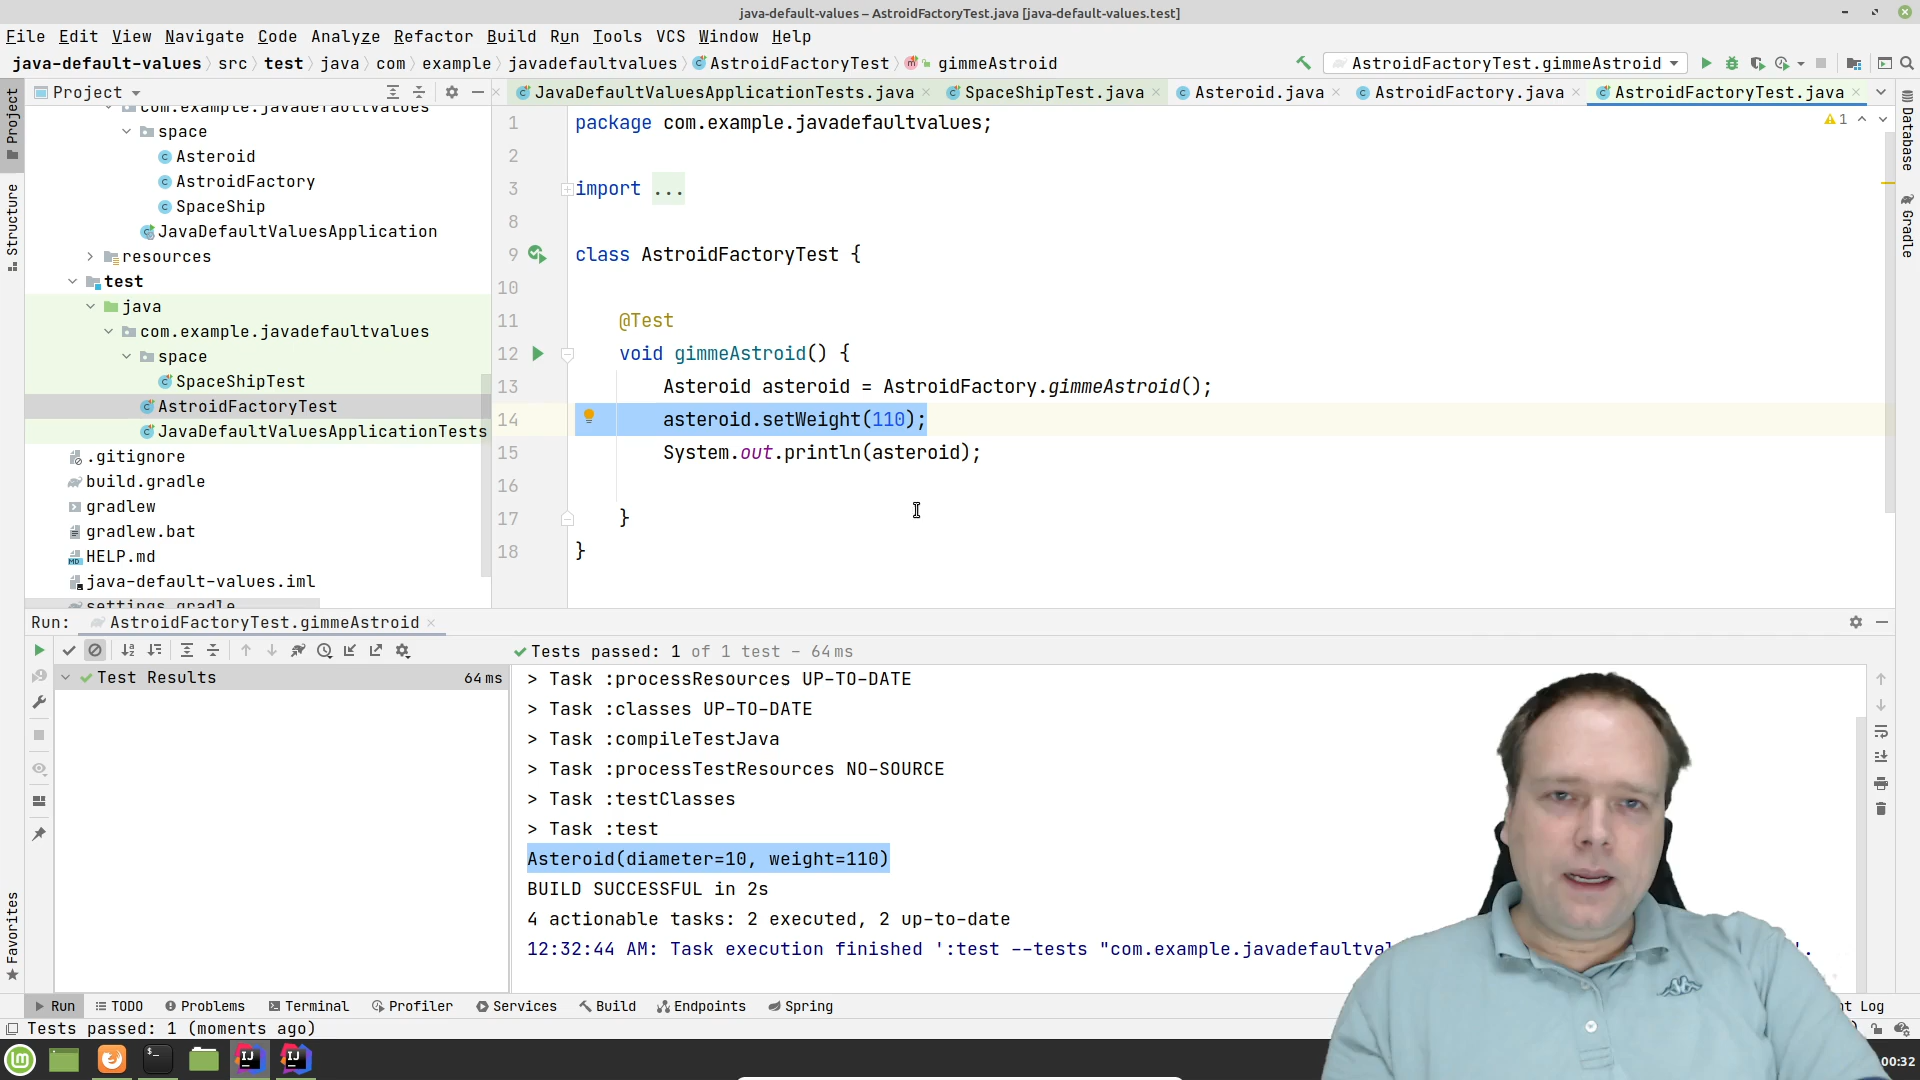 java-default-values – AstroidFactoryTest.java [java-default-values.test]
File Edit View Navigate Code Analyze Refactor Build Run Tools VCS Window Help
java-default-values src test java com example javadefaultvalues AstroidFactoryTest gimmeAstroid
AstroidFactoryTest.gimmeAstroid
Project
JavaDefaultValuesApplicationTests.java
SpaceShipTest.java
Asteroid.java
AstroidFactory.java
AstroidFactoryTest.java
Project
Structure
Favorites
Database
Gradle
com.example.javadefaultvalues
space
Asteroid
AstroidFactory
SpaceShip
JavaDefaultValuesApplication
resources
test
java
com.example.javadefaultvalues
space
SpaceShipTest
AstroidFactoryTest
JavaDefaultValuesApplicationTests
.gitignore
build.gradle
gradlew
gradlew.bat
HELP.md
java-default-values.iml
settings.gradle
1
1 package com.example.javadefaultvalues;
2
3 import ...
8
9 class AstroidFactoryTest {
10
11 @Test
12 void gimmeAstroid() {
13 Asteroid asteroid = AstroidFactory.gimmeAstroid();
14 asteroid.setWeight(110);
15 System.out.println(asteroid);
16
17 }
18 }
Run: AstroidFactoryTest.gimmeAstroid
Tests passed: 1 of 1 test – 64 ms
Test Results 64 ms
> Task :processResources UP-TO-DATE
> Task :classes UP-TO-DATE
> Task :compileTestJava
> Task :processTestResources NO-SOURCE
> Task :testClasses
> Task :test
Asteroid(diameter=10, weight=110)
BUILD SUCCESSFUL in 2s
4 actionable tasks: 2 executed, 2 up-to-date
12:32:44 AM: Task execution finished ':test --tests "com.example.javadefaultva
'.
Run TODO Problems Terminal Profiler Services Build Endpoints Spring
nt Log
Tests passed: 1 (moments ago)
00:32